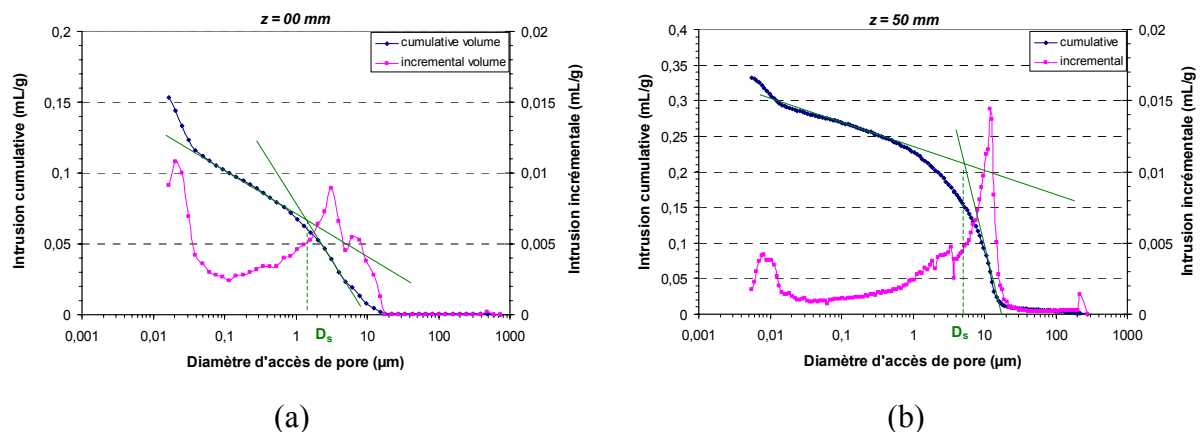 z = 00 mm
cumulative volume
incremental volume
Intrusion cumulative (mL/g)
0,2
0,15
0,1
0,05
0
0,02
0,015
0,01
0,005
0
Intrusion incrémentale (mL/g)
0,001 0,01 0,1 1 10 100 1000
Ds
Diamètre d'accès de pore (µm)
(a)
z = 50 mm
cumulative
incremental
Intrusion cumulative (mL/g)
0,4
0,35
0,3
0,25
0,2
0,15
0,1
0,05
0
0,02
0,015
0,01
0,005
0
Intrusion incrémentale (mL/g)
0,001 0,01 0,1 1 10 100 1000
Ds
Diamètre d'accès de pore (µm)
(b)